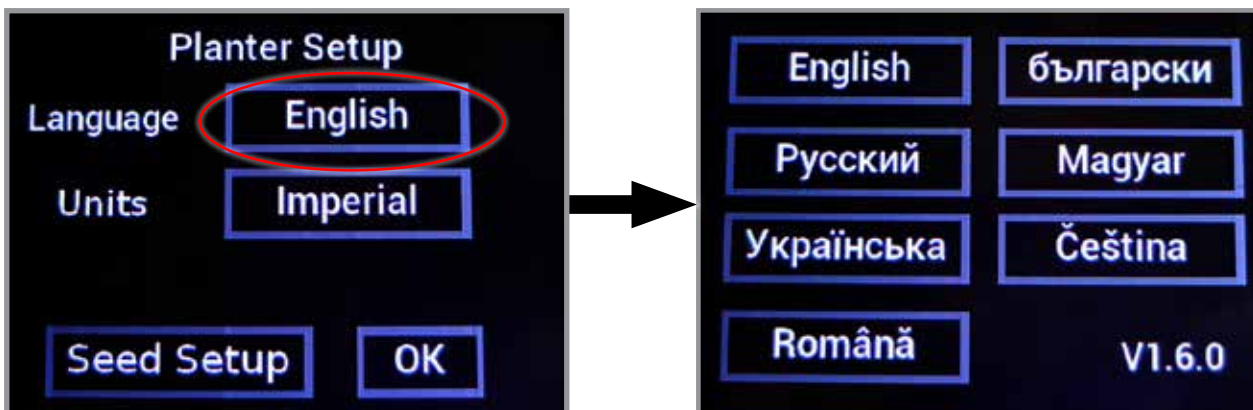 Planter Setup
Language English
Units Imperial
Seed Setup OK
English български
Русский Magyar
Українська Čeština
Română V1.6.0